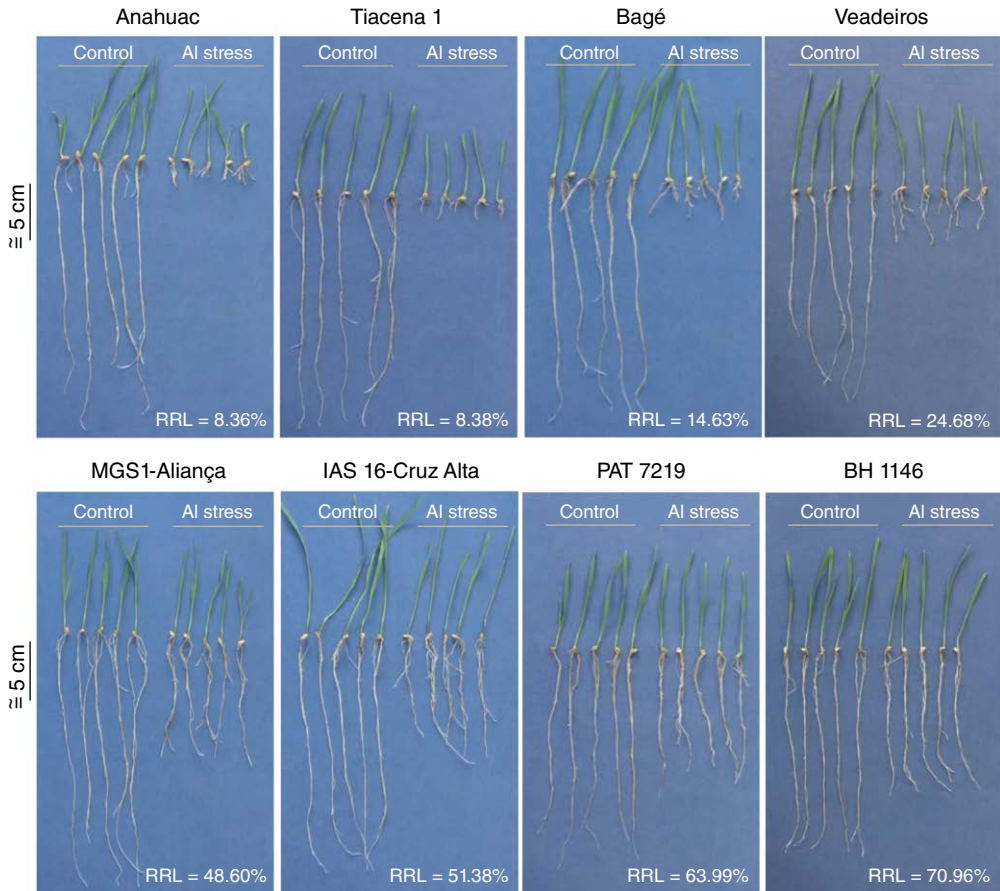 Anahuac
Tiacena 1
Bagé
Veadeiros
Control
Al stress
Control
Al stress
Control
Al stress
Control
Al stress
≅ 5 cm
RRL = 8.36%
RRL = 8.38%
RRL = 14.63%
RRL = 24.68%
MGS1-Aliança
IAS 16-Cruz Alta
PAT 7219
BH 1146
Control
Al stress
Control
Al stress
Control
Al stress
Control
Al stress
≅ 5 cm
RRL = 48.60%
RRL = 51.38%
RRL = 63.99%
RRL = 70.96%